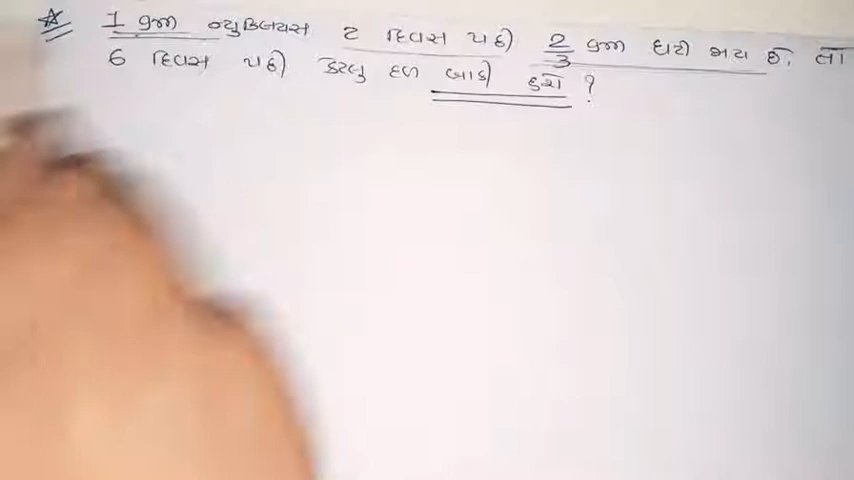 1 ગ્રામ ન્યુક્લિયસ 2 દિવસ પછી 2/3 ગ્રામ ઘટી જાય છે. તો
6 દિવસ પછી કેટલુ દળ બાકી હશે ?